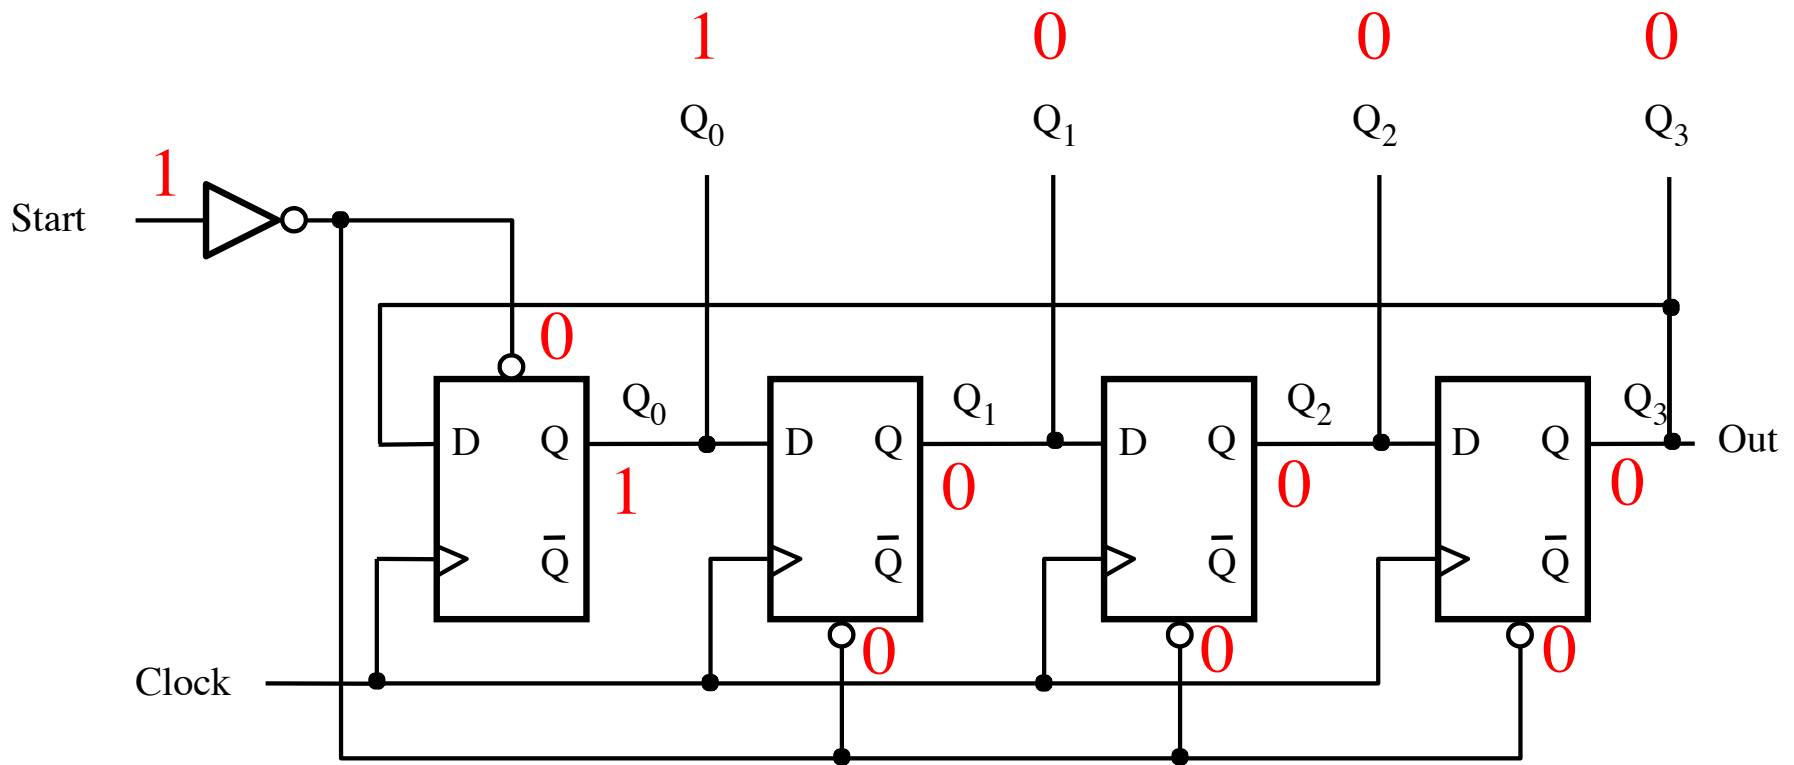 1 0 0 0
Q0 Q1 Q2 Q3
1
Start
0
Q0 Q1 Q2 Q3
D Q D Q D Q D Q Out
1 0 0 0
Q̅ Q̅ Q̅ Q̅
0 0 0
Clock